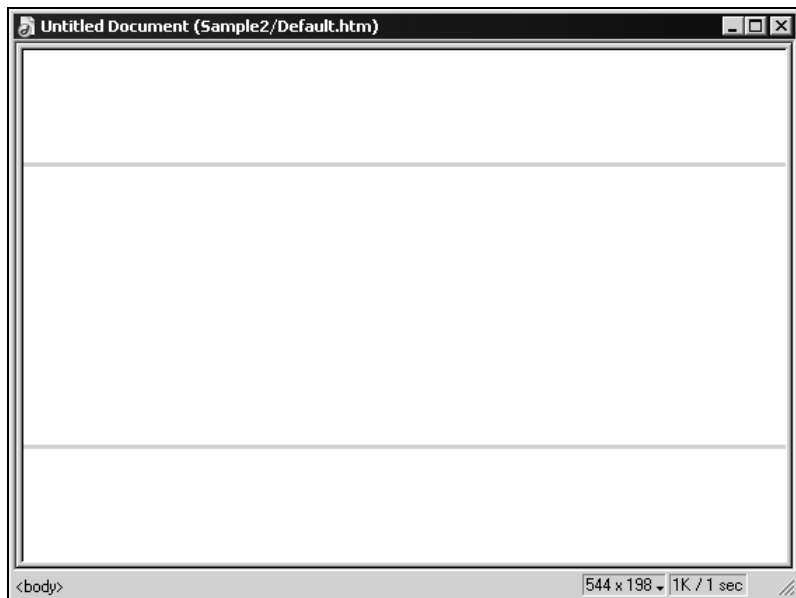 Untitled Document (Sample2/Default.htm)
<body>
544 x 198 1K / 1 sec